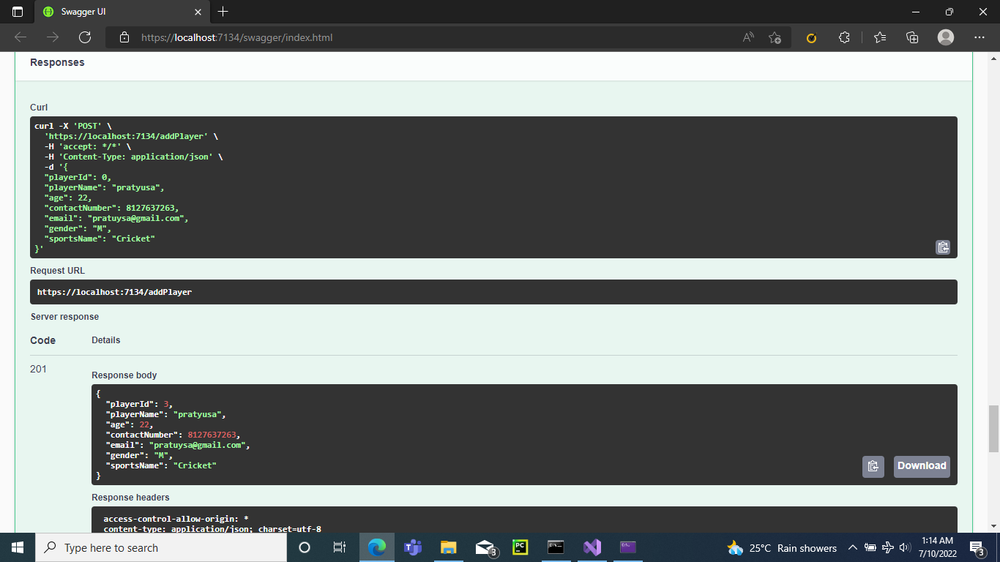 Swagger UI
https://localhost:7134/swagger/index.html
Responses
Curl
curl -X 'POST' \
'https://localhost:7134/addPlayer' \
-H 'accept: */*' \
-H 'Content-Type: application/json' \
-d '{
"playerId": 0,
"playerName": "pratyusa",
"age": 22,
"contactNumber": 8127637263,
"email": "pratuysa@gmail.com",
"gender": "M",
"sportsName": "Cricket"
}'
Request URL
https://localhost:7134/addPlayer
Server response
Code Details
201
Response body
{
"playerId": 3,
"playerName": "pratyusa",
"age": 22,
"contactNumber": 8127637263,
"email": "pratuysa@gmail.com",
"gender": "M",
"sportsName": "Cricket"
}
Download
Response headers
access-control-allow-origin: *
content-type: application/json; charset=utf-8
Type here to search
3
PC
C:\_
25°C Rain showers
1:14 AM
7/10/2022
3